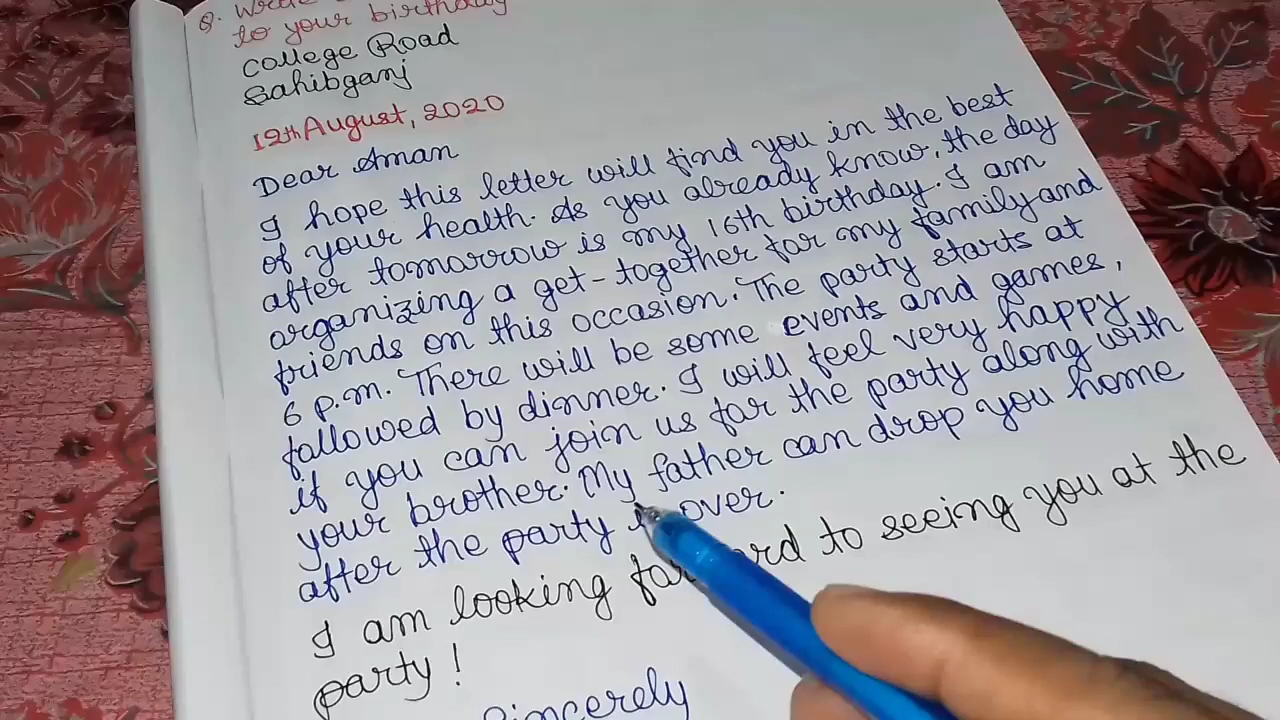 Q. Write
to your birthday
College Road
Sahibganj
12th August, 2020
Dear Aman
I hope this letter will find you in the best
of your health. As you already know, the day
after tomorrow is my 16th birthday. I am
organizing a get-together for my family and
friends on this occasion. The party starts at
6 p.m. There will be some events and games,
followed by dinner. I will feel very happy
if you can join us for the party along with
your brother. My father can drop you home
after the party over.
I am looking forward to seeing you at the
party!
Sincerely